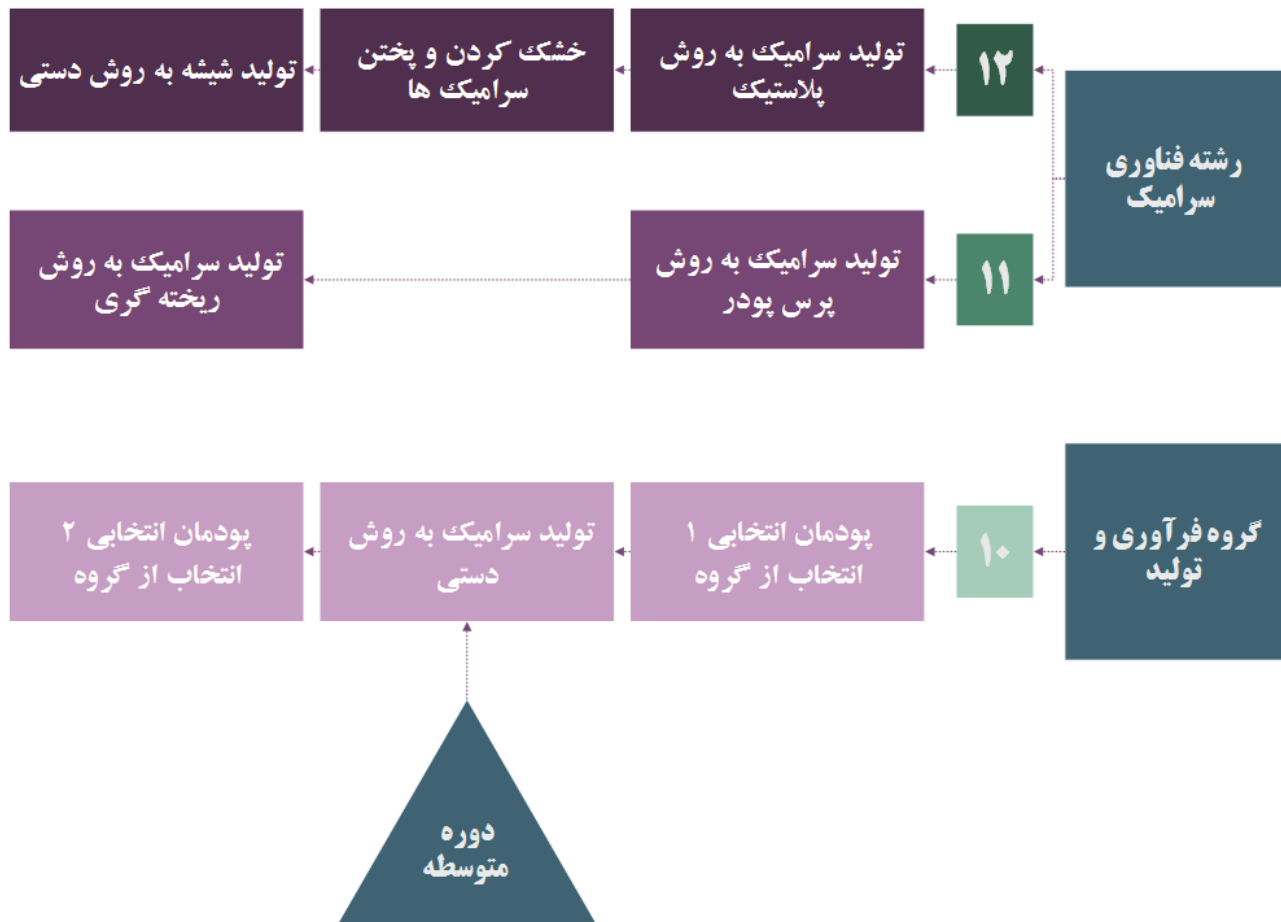 رشته فناوری
سرامیک
۱۲
تولید سرامیک به روش
پلاستیک
خشک کردن و پختن
سرامیک ها
تولید شیشه به روش دستی
۱۱
تولید سرامیک به روش
پرس پودر
تولید سرامیک به روش
ریخته گری
گروه فرآوری و
تولید
۱۰
پودمان انتخابی ۱
انتخاب از گروه
تولید سرامیک به روش
دستی
پودمان انتخابی ۲
انتخاب از گروه
دوره
متوسطه